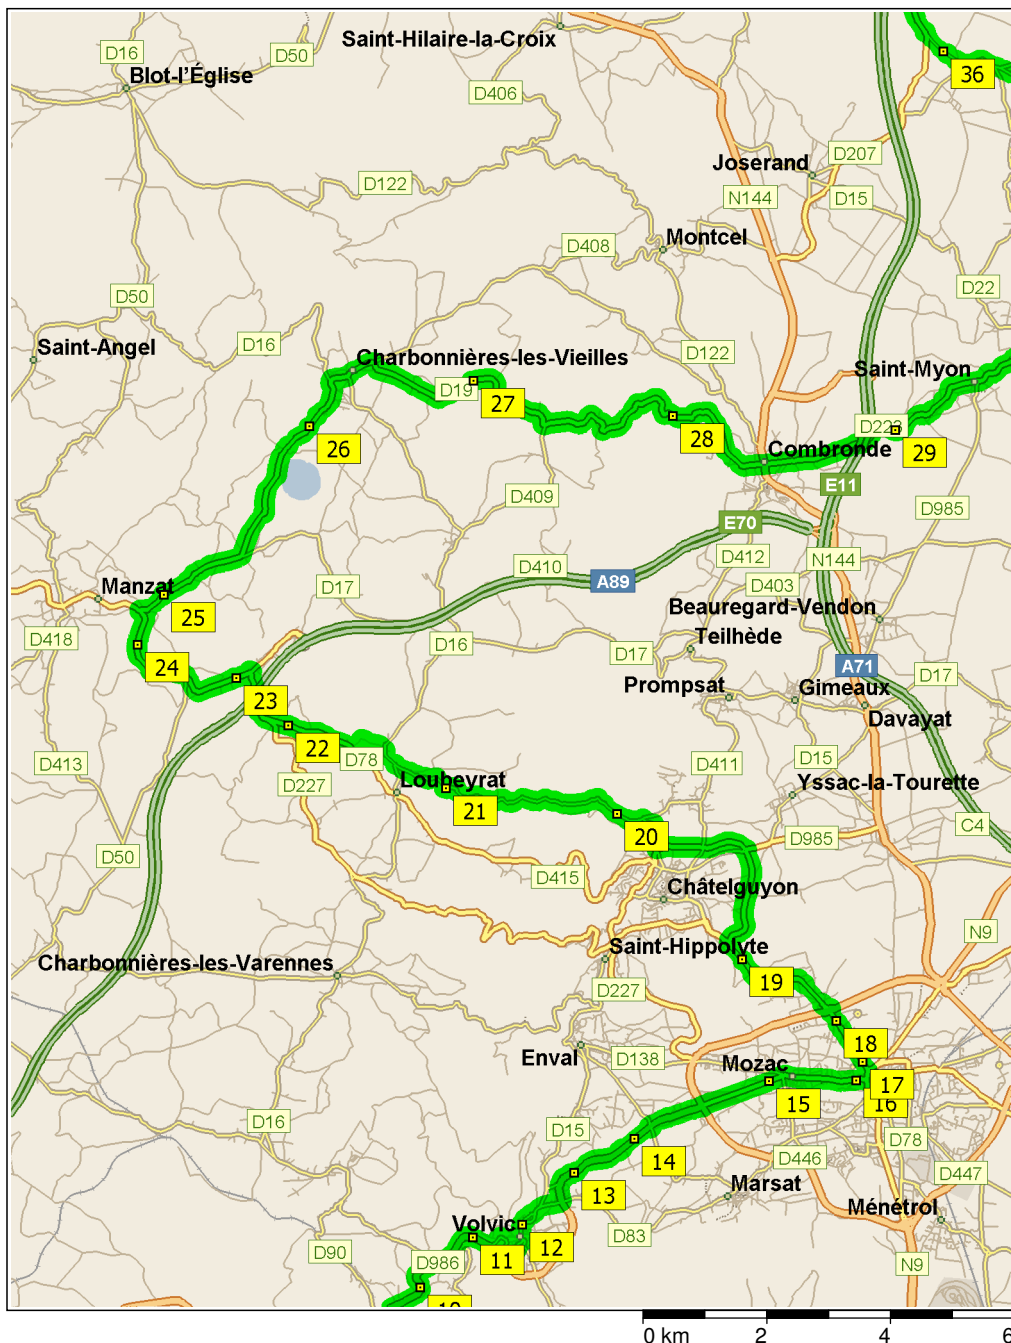 Saint-Hilaire-la-Croix
D16
D50
Blot-l'Église
36
D406
D207
Joserand
D122
N144
D15
Montcel
D408
D22
D50
Saint-Angel
D16
Charbonnières-les-Vieilles
D122
Saint-Myon
D19
27
26
28
D223
29
Combronde
E11
D409
D985
E70
D412
N144
D410
A89
D403
Manzat
D17
Beauregard-Vendon
25
D418
D16
Teilhède
D17
24
A71
D17
Prompsat
Gimeaux
23
Davayat
22
D78
D413
D227
Loubeyrat
D411
D15
Yssac-la-Tourette
21
20
C4
D50
D985
D415
Châtelguyon
N9
Saint-Hippolyte
Charbonnières-les-Varennes
19
D227
18
Enval
D138
Mozac
17
15
16
D16
D15
D78
14
D446
D447
13
Marsat
Volvic
Ménétrol
D83
12
D90
D986
11
N9
10
0 km
2
4
6